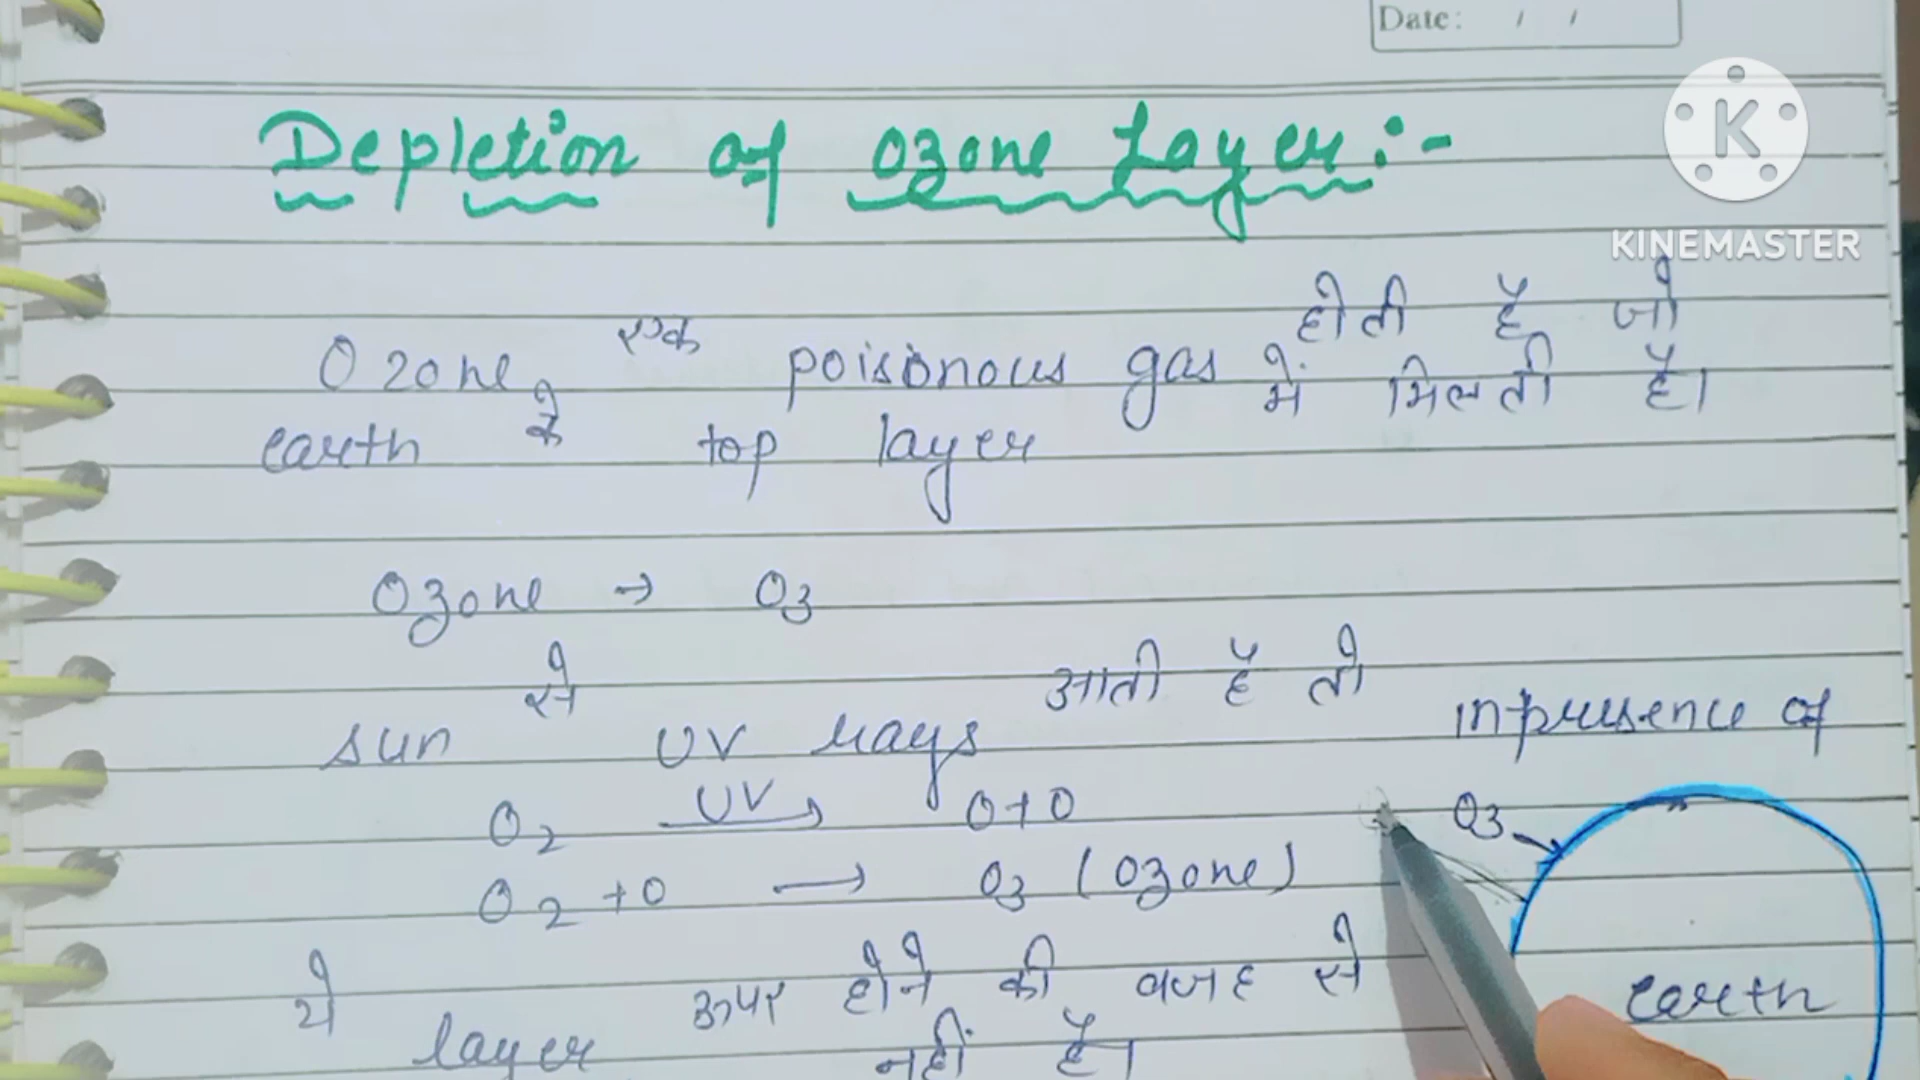 Date: / /
KINEMASTER
Depletion of Ozone Layer :-
Ozone एक poisonous gas होती है जो
earth के top layer में मिलती है।
Ozone → O3
sun से UV rays आती है तो
in presence of
O2 UV→ O+O
O3
O2 + O → O3 (Ozone)
earth
ये layer ऊपर होने की वजह से
नहीं है।